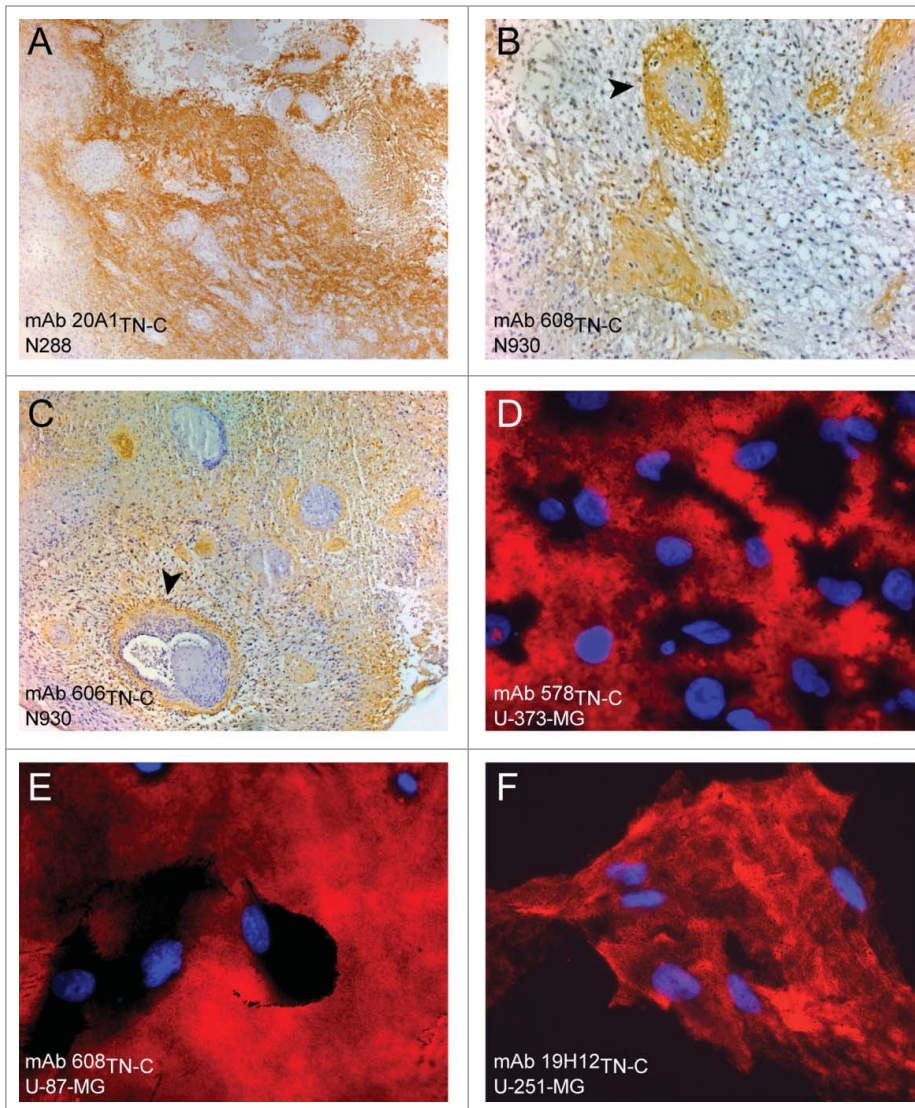 A
mAb 20A1TN-C
N288
B
mAb 608TN-C
N930
C
mAb 606TN-C
N930
D
mAb 578TN-C
U-373-MG
E
mAb 608TN-C
U-87-MG
F
mAb 19H12TN-C
U-251-MG